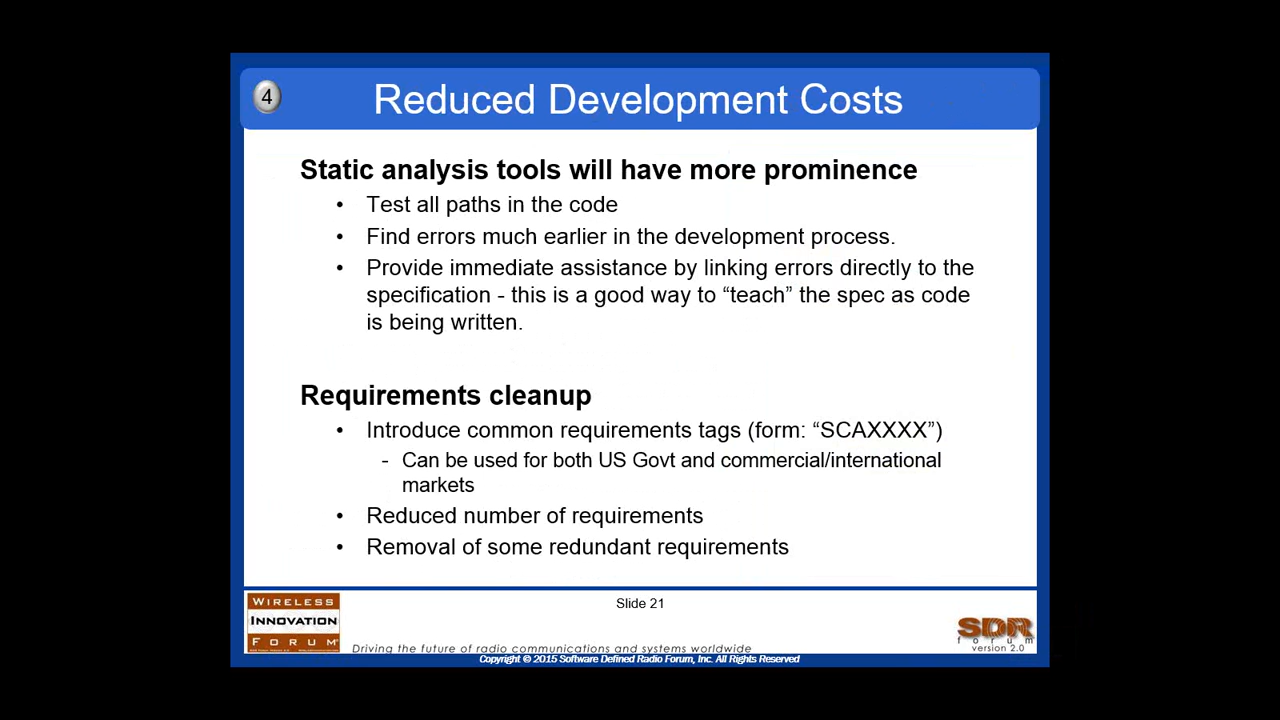 4
Reduced Development Costs
Static analysis tools will have more prominence
• Test all paths in the code
• Find errors much earlier in the development process.
• Provide immediate assistance by linking errors directly to the
specification - this is a good way to “teach” the spec as code
is being written.
Requirements cleanup
• Introduce common requirements tags (form: “SCAXXXX”)
- Can be used for both US Govt and commercial/international
markets
• Reduced number of requirements
• Removal of some redundant requirements
WIRELESS
INNOVATION
FORUM
Slide 21
SDR
forum
version 2.0
Driving the future of radio communications and systems worldwide
Copyright © 2015 Software Defined Radio Forum, Inc. All Rights Reserved